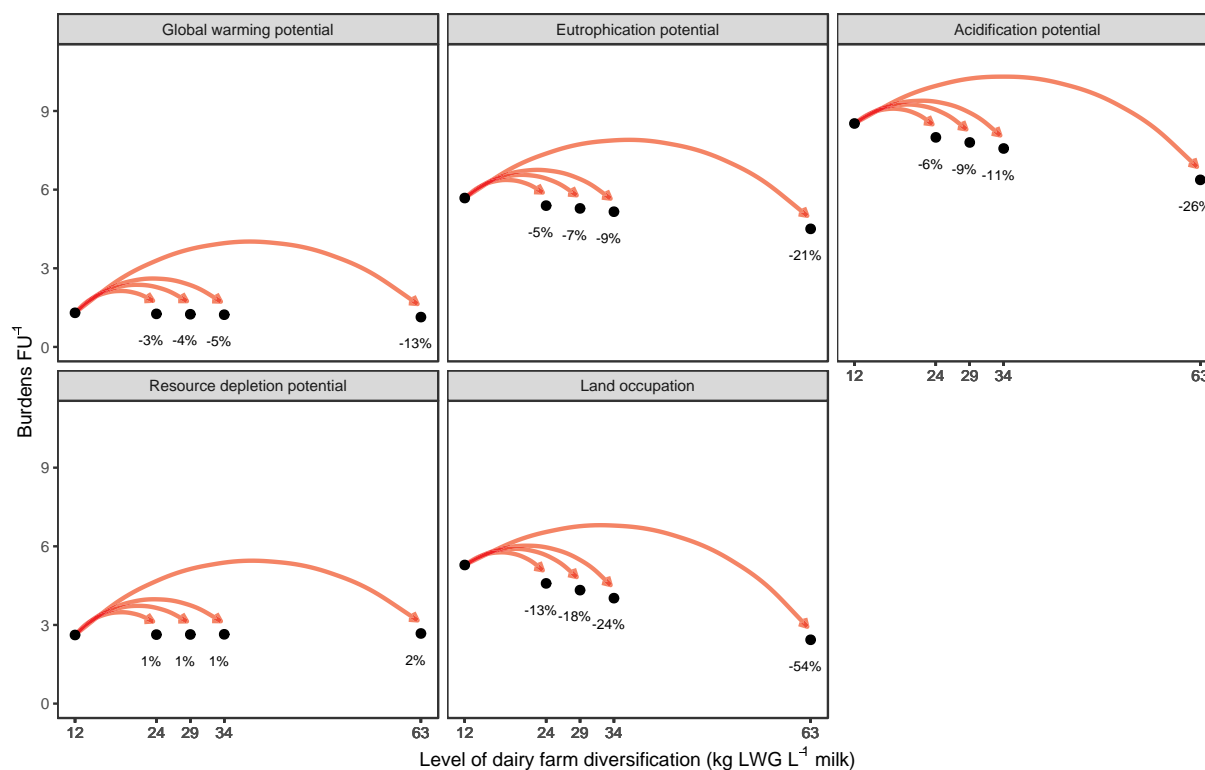 Global warming potential
Eutrophication potential
Acidification potential
9
6
3
0
-3% -4% -5% -13%
-5% -7% -9% -21%
-6% -9% -11% -26%
12 24 29 34 63
Resource depletion potential
Land occupation
9
6
3
0
1% 1% 1% 2%
-13% -18% -24% -54%
12 24 29 34 63
12 24 29 34 63
Burdens FU⁻¹
Level of dairy farm diversification (kg LWG L⁻¹ milk)